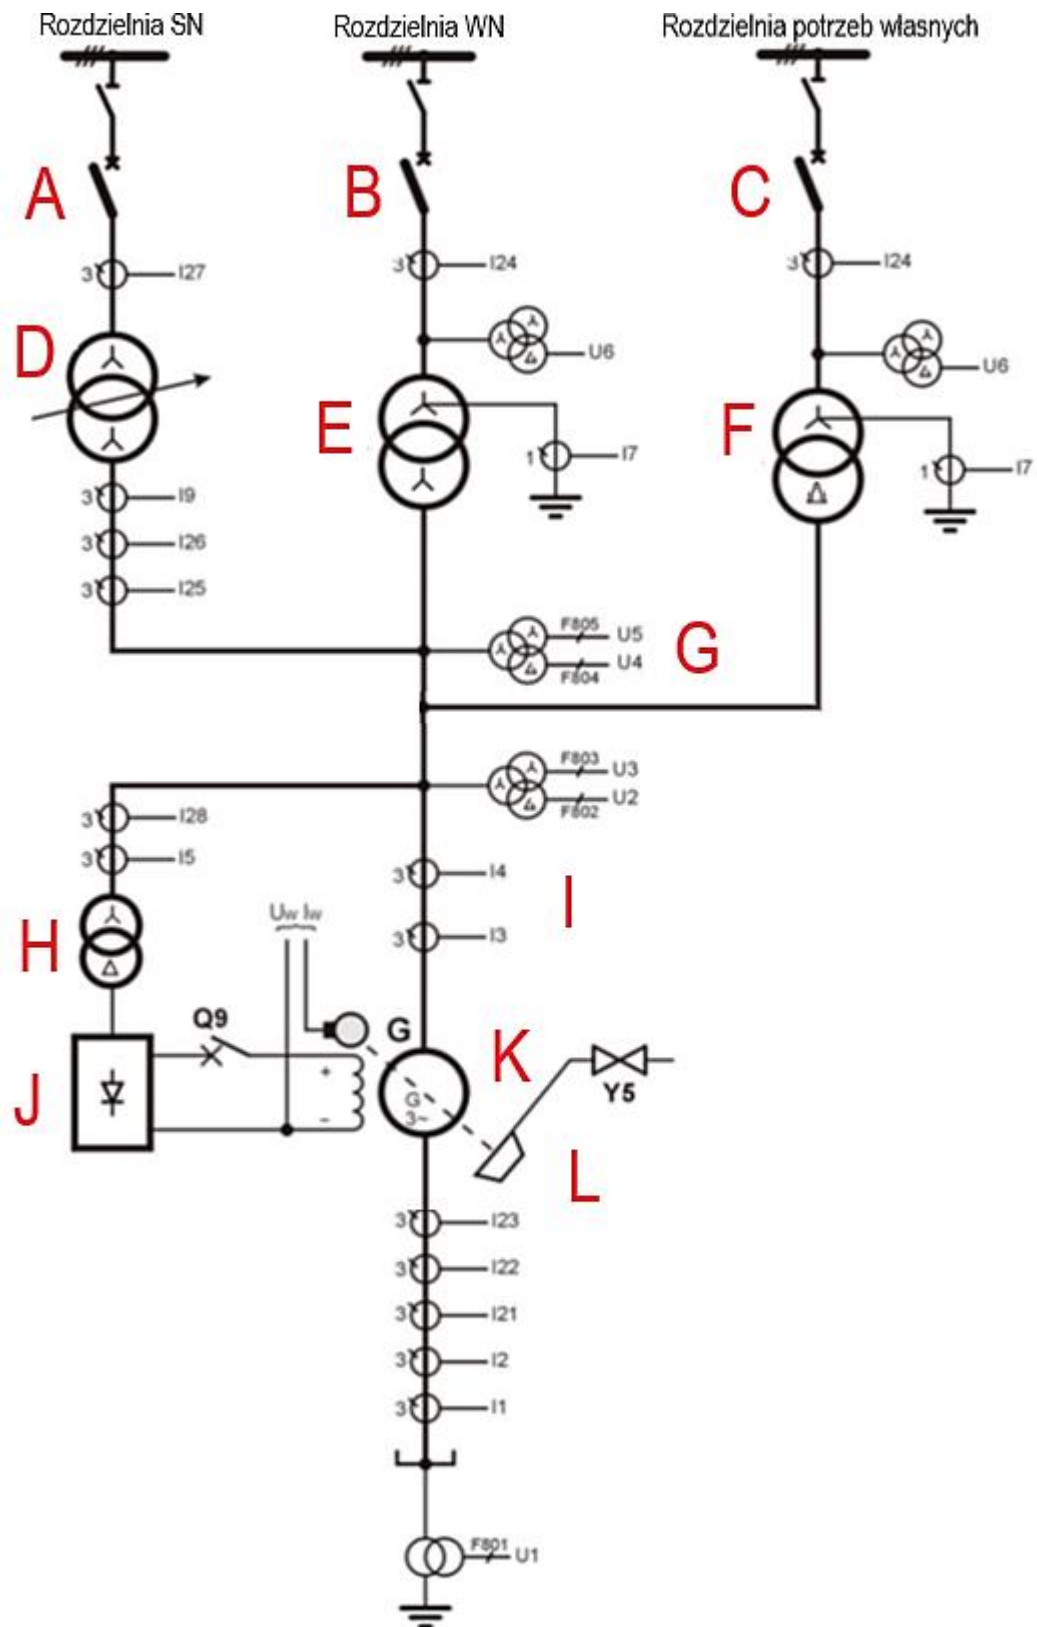 Rozdzielnia SN
Rozdzielnia WN
Rozdzielnia potrzeb własnych
A
B
C
3 I27
3 I24
3 I24
D
U6
U6
E
F
1 I7
1 I7
3 I9
3 I26
3 I25
F805 U5
U4
F804
G
F803 U3
U2
F802
3 I28
3 I5
3 I4
3 I3
I
H
Uw Iw
Q9
G
K
J
+
-
G
3~
Y5
L
3 I23
3 I22
3 I21
3 I2
3 I1
F801 U1